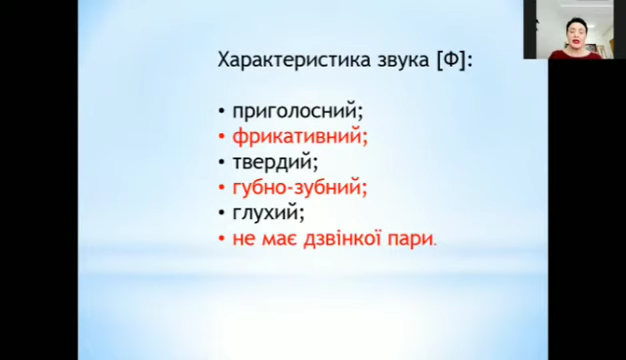 Характеристика звука [Ф]:
• приголосний;
• фрикативний;
• твердий;
• губно-зубний;
• глухий;
• не має дзвінкої пари.